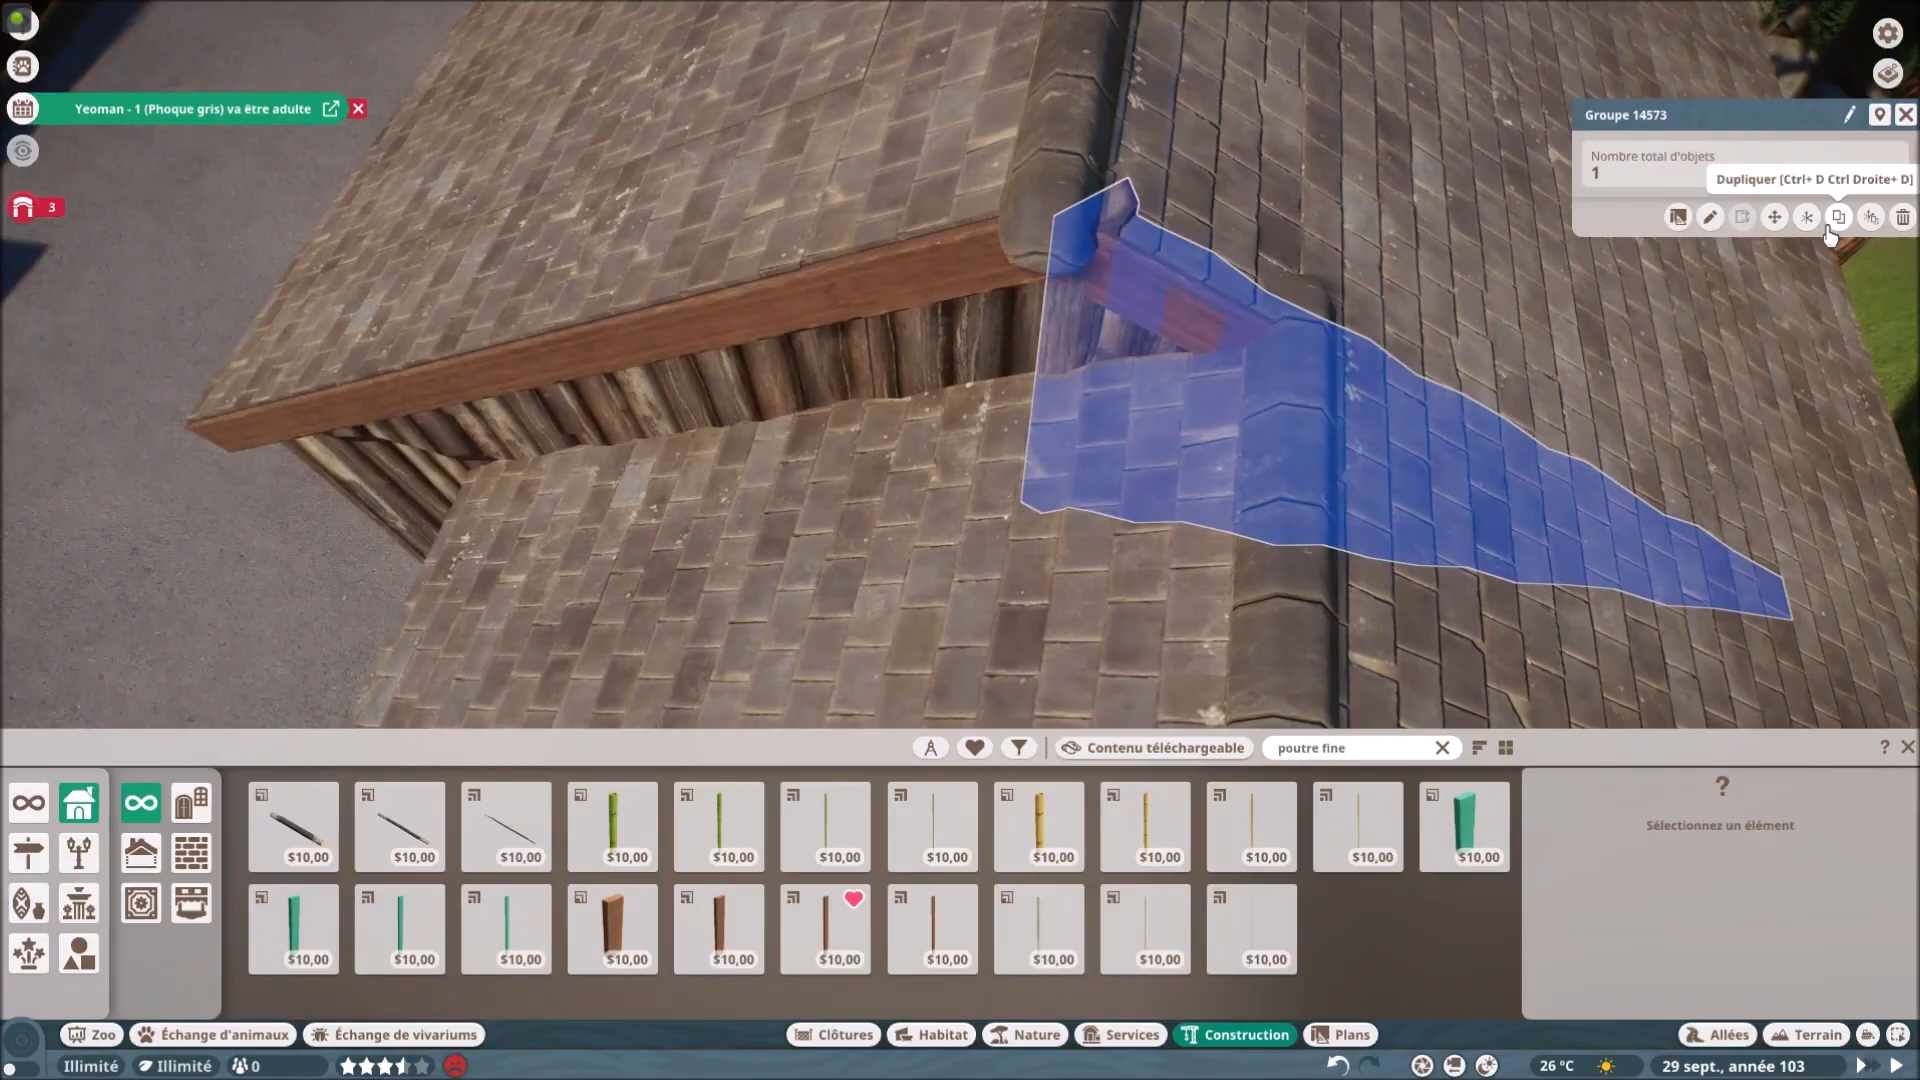 Yeoman - 1 (Phoque gris) va être adulte
3
Groupe 14573
Nombre total d'objets
1
Dupliquer [Ctrl+ D Ctrl Droite+ D]
Contenu téléchargeable
poutre fine
?
$10,00 $10,00 $10,00 $10,00 $10,00 $10,00 $10,00 $10,00 $10,00 $10,00 $10,00 $10,00
$10,00 $10,00 $10,00 $10,00 $10,00 $10,00 $10,00 $10,00 $10,00 $10,00
?
Sélectionnez un élément
Zoo
Échange d'animaux
Échange de vivariums
Clôtures
Habitat
Nature
Services
Construction
Plans
Allées
Terrain
Illimité
Illimité
0
26 °C
29 sept., année 103